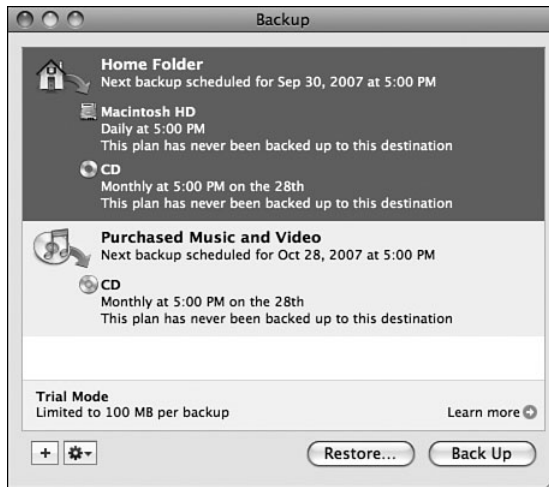 Backup
Home Folder
Next backup scheduled for Sep 30, 2007 at 5:00 PM
Macintosh HD
Daily at 5:00 PM
This plan has never been backed up to this destination
CD
Monthly at 5:00 PM on the 28th
This plan has never been backed up to this destination
Purchased Music and Video
Next backup scheduled for Oct 28, 2007 at 5:00 PM
CD
Monthly at 5:00 PM on the 28th
This plan has never been backed up to this destination
Trial Mode
Limited to 100 MB per backup
Learn more
+
Restore...
Back Up